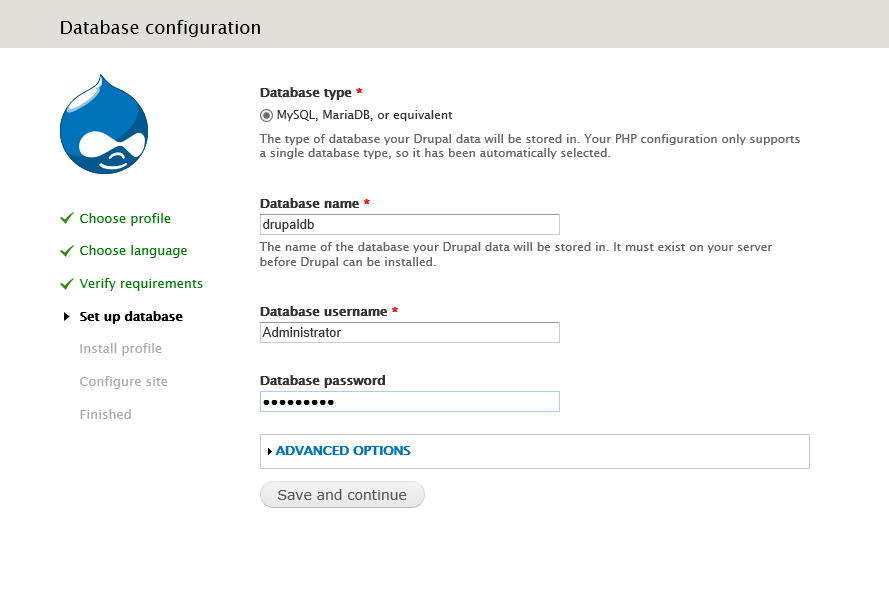 Database configuration
Choose profile
Choose language
Verify requirements
Set up database
Install profile
Configure site
Finished
Database type *
MySQL, MariaDB, or equivalent
The type of database your Drupal data will be stored in. Your PHP configuration only supports
a single database type, so it has been automatically selected.
Database name *
drupaldb
The name of the database your Drupal data will be stored in. It must exist on your server
before Drupal can be installed.
Database username *
Administrator
Database password
●●●●●●●●●
ADVANCED OPTIONS
Save and continue